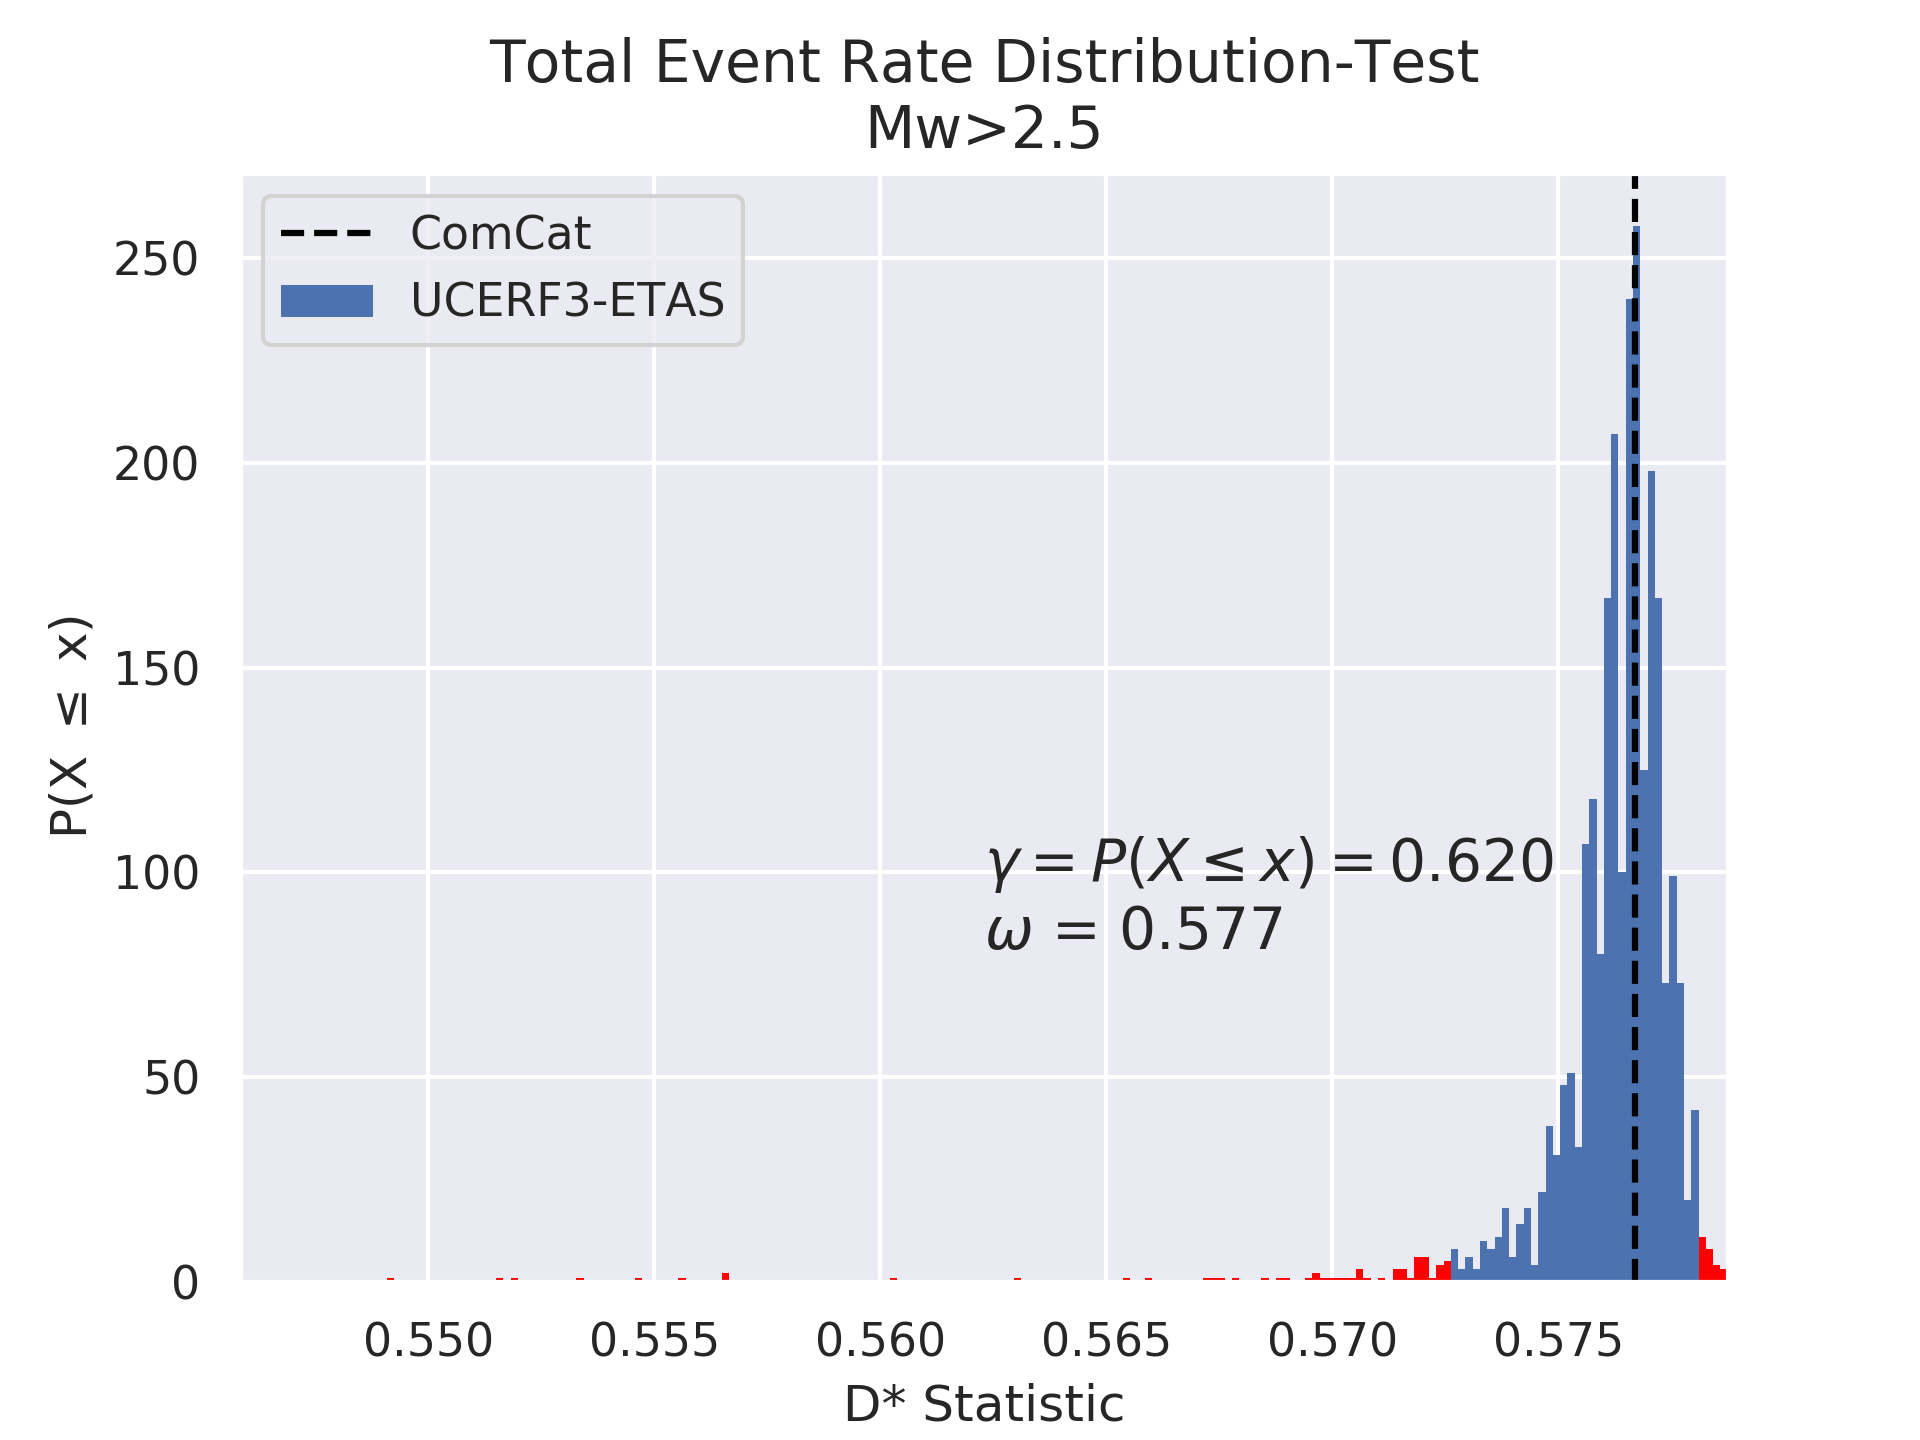 Total Event Rate Distribution-Test
Mw>2.5
ComCat
UCERF3-ETAS
P(X ≤ x)
250
200
150
100
50
0
γ = P(X ≤ x) = 0.620
ω = 0.577
0.550 0.555 0.560 0.565 0.570 0.575
D* Statistic